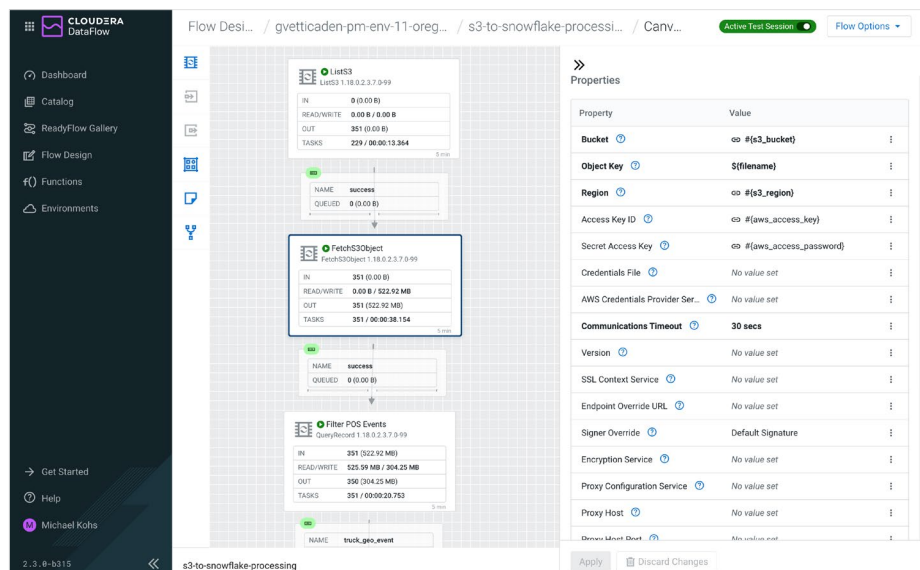 CLOUDERA
DataFlow
Dashboard
Catalog
ReadyFlow Gallery
Flow Design
Functions
Environments
Get Started
Help
M Michael Kohs
2.3.0-b315
Flow Desi... / gvetticaden-pm-env-11-oreg... / s3-to-snowflake-processi... / Canv...
Active Test Session
Flow Options
ListS3
ListS3 1.18.0.2.3.7.0-99
IN 0 (0.00 B)
READ/WRITE 0.00 B / 0.00 B
OUT 351 (0.00 B)
TASKS 229 / 00:00:13.364
5 min
NAME success
QUEUED 0 (0.00 B)
FetchS3Object
FetchS3Object 1.18.0.2.3.7.0-99
IN 351 (0.00 B)
READ/WRITE 0.00 B / 522.92 MB
OUT 351 (522.92 MB)
TASKS 351 / 00:00:38.154
5 min
NAME success
QUEUED 0 (0.00 B)
Filter POS Events
QueryRecord 1.18.0.2.3.7.0-99
IN 351 (522.92 MB)
READ/WRITE 525.59 MB / 304.25 MB
OUT 350 (304.25 MB)
TASKS 351 / 00:00:20.753
5 min
NAME truck_geo_event
s3-to-snowflake-processing
Properties
Property Value
Bucket #{s3_bucket}
Object Key ${filename}
Region #{s3_region}
Access Key ID #{aws_access_key}
Secret Access Key #{aws_access_password}
Credentials File No value set
AWS Credentials Provider Ser... No value set
Communications Timeout 30 secs
Version No value set
SSL Context Service No value set
Endpoint Override URL No value set
Signer Override Default Signature
Encryption Service No value set
Proxy Configuration Service No value set
Proxy Host No value set
Proxy Host Port No value set
Apply Discard Changes